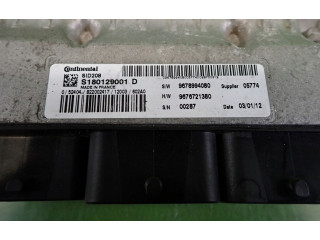 Continental
SID208
S180129001 D
MADE IN FRANCE
S/W 9678994080 Supplier 05774
H/W 9676721380
S/N 00287 Date 03/01/12